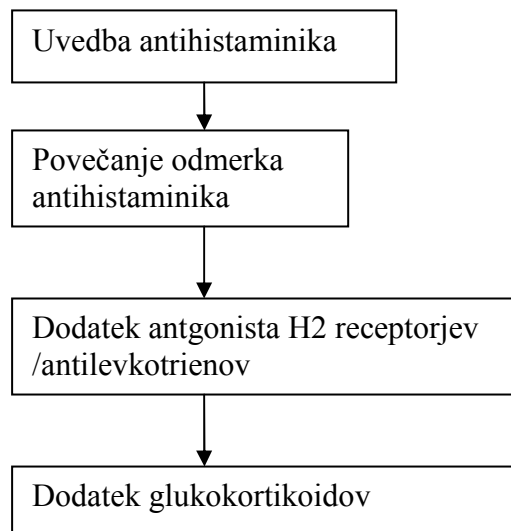 Uvedba antihistaminika
Povečanje odmerka
antihistaminika
Dodatek antgonista H2 receptorjev
/antilevkotrienov
Dodatek glukokortikoidov